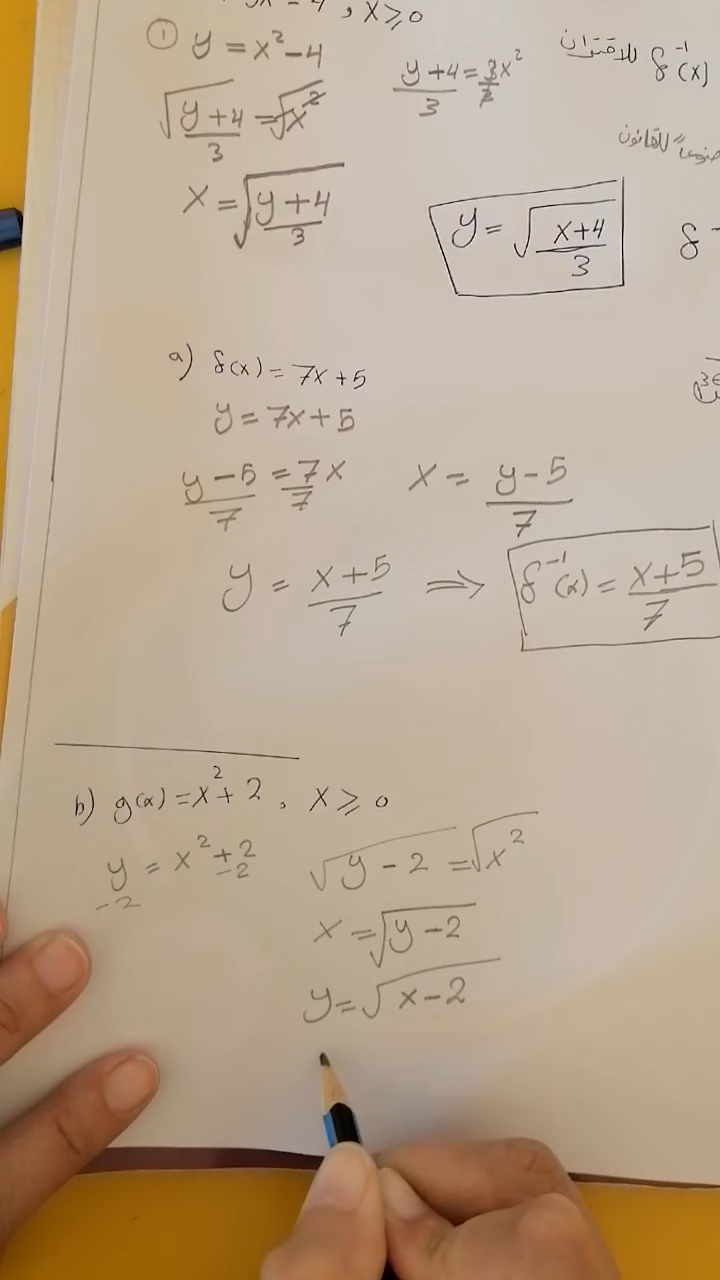 , x ≥ 0
① y = x² - 4
(y + 4)/3 = 3x²/3
للاقتران f⁻¹(x)
√((y + 4)/3) = √x²
للقانون
x = √((y + 4)/3)
y = √((x+4)/3)
a) f(x) = 7x + 5
y = 7x + 5
(y - 5)/7 = 7x/7 x = (y - 5)/7
y = (x + 5)/7 ⇒ f⁻¹(x) = (x+5)/7
b) g(x) = x² + 2 , x ≥ 0
y = x² + 2 √(y - 2) = √x²
-2 -2
x = √(y - 2)
y = √(x - 2)